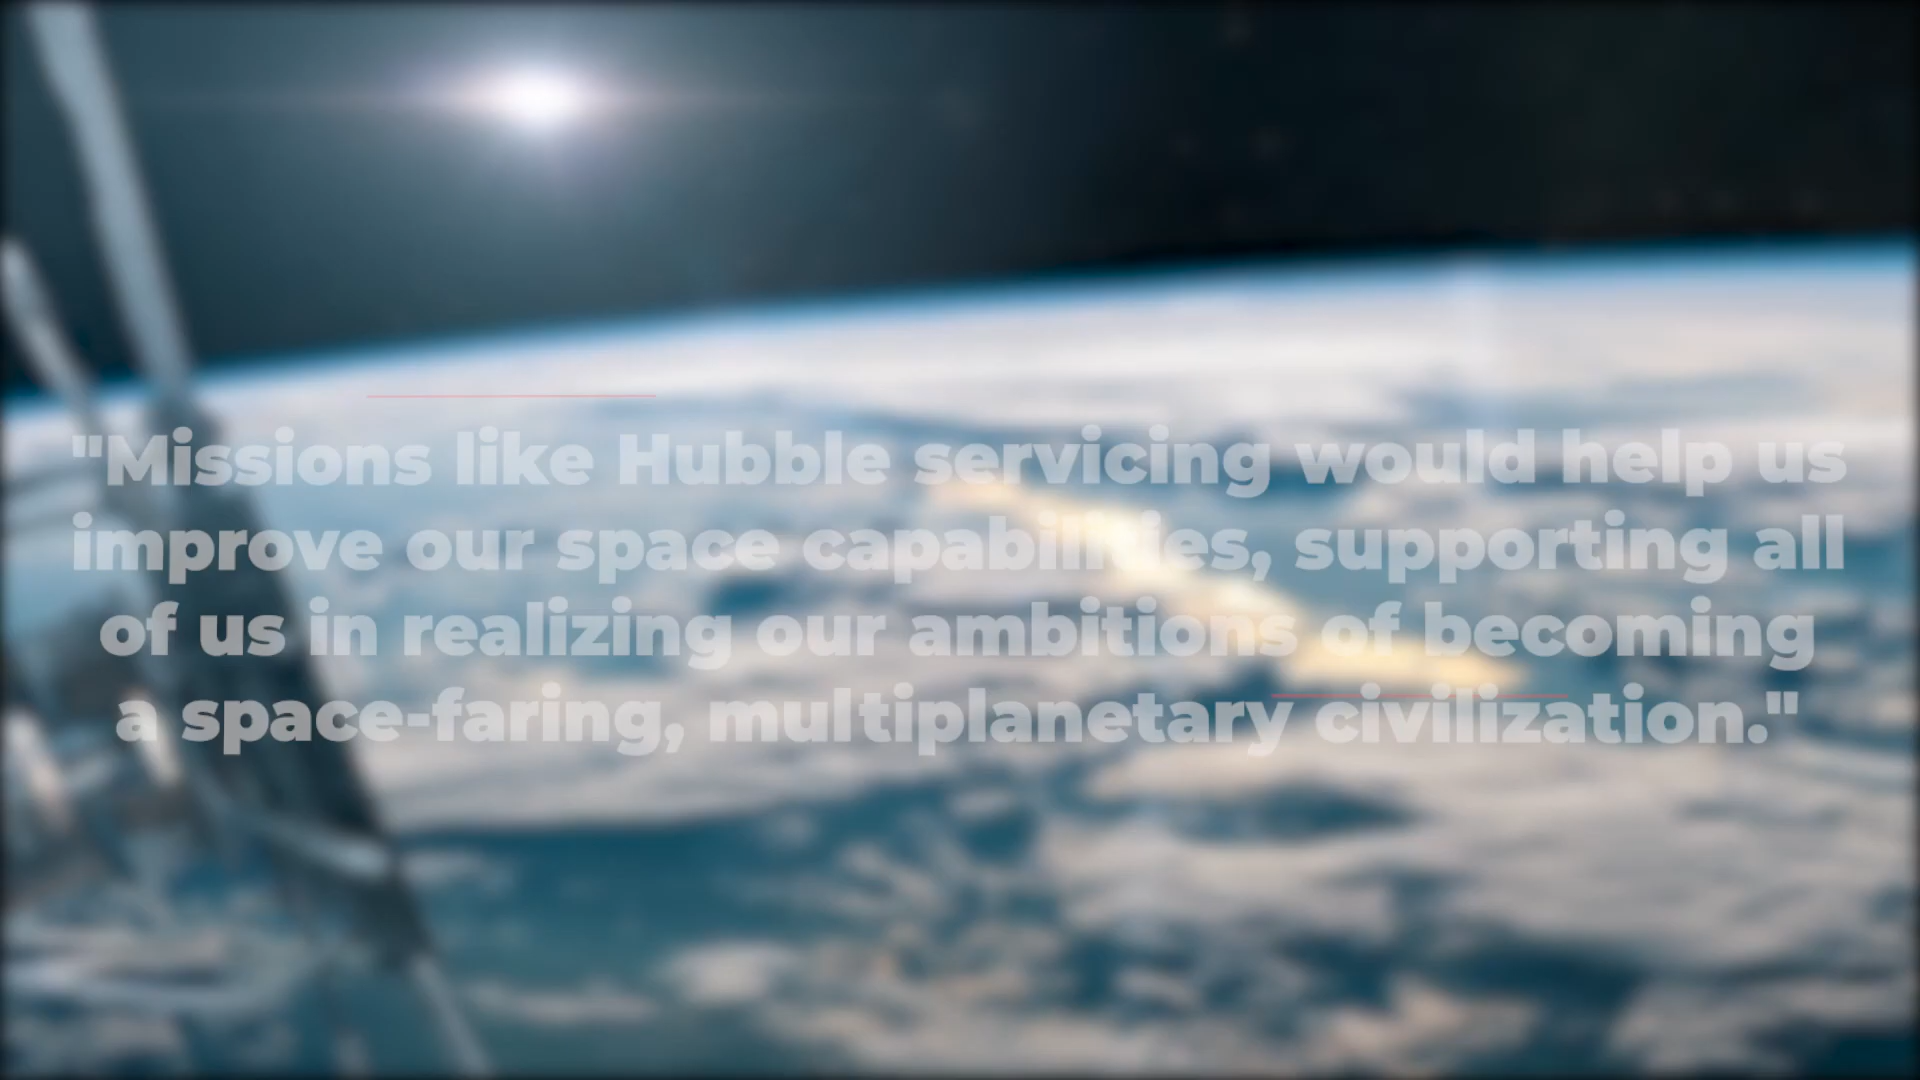 "Missions like Hubble servicing would help us
improve our space capabilities, supporting all
of us in realizing our ambitions of becoming
a space-faring, multiplanetary civilization."